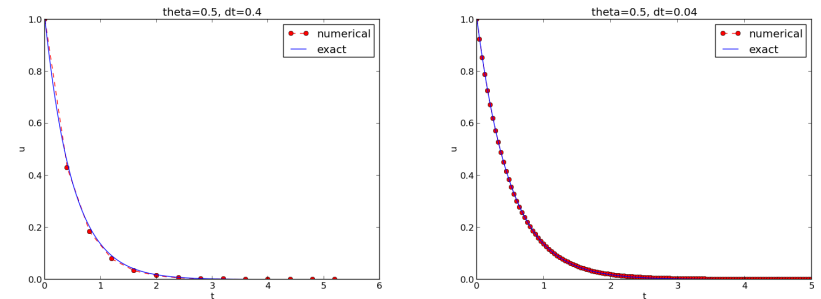 theta=0.5, dt=0.4
1.0
0.8
0.6
0.4
0.2
0.0
u
0 1 2 3 4 5 6
t
numerical
exact
theta=0.5, dt=0.04
1.0
0.8
0.6
0.4
0.2
0.0
u
0 1 2 3 4 5
t
numerical
exact